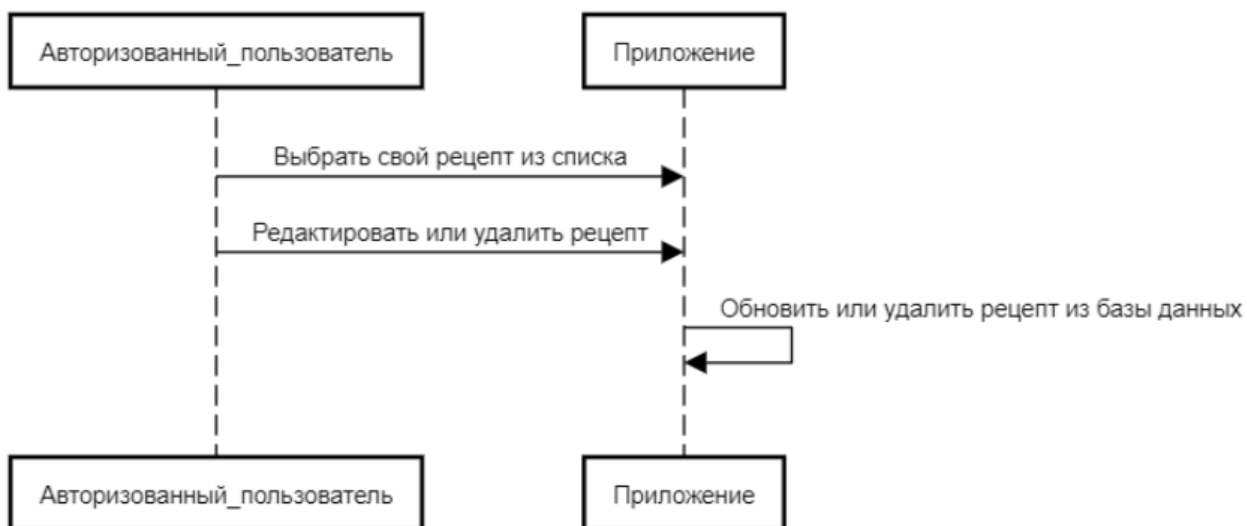 Авторизованный_пользователь
Приложение
Выбрать свой рецепт из списка
Редактировать или удалить рецепт
Обновить или удалить рецепт из базы данных
Авторизованный_пользователь
Приложение